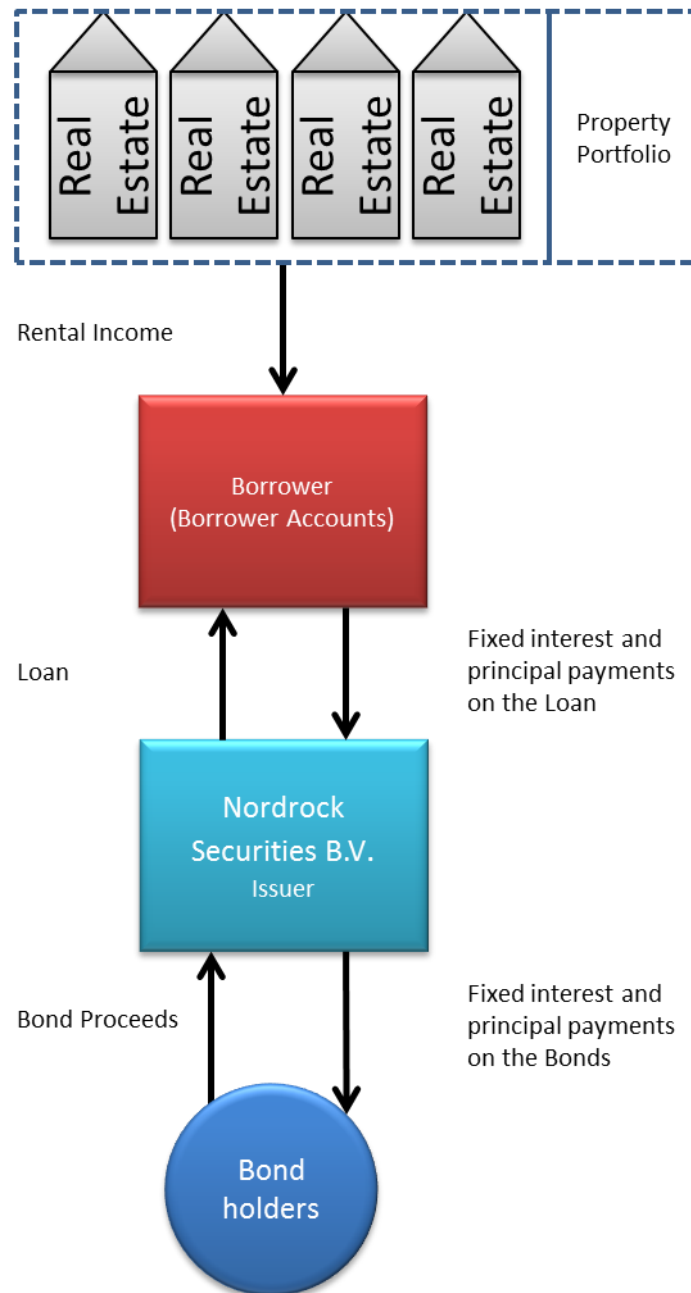 Real
Estate
Real
Estate
Real
Estate
Real
Estate
Property
Portfolio
Rental Income
Borrower
(Borrower Accounts)
Loan
Fixed interest and
principal payments
on the Loan
Nordrock
Securities B.V.
Issuer
Bond Proceeds
Fixed interest and
principal payments
on the Bonds
Bond
holders